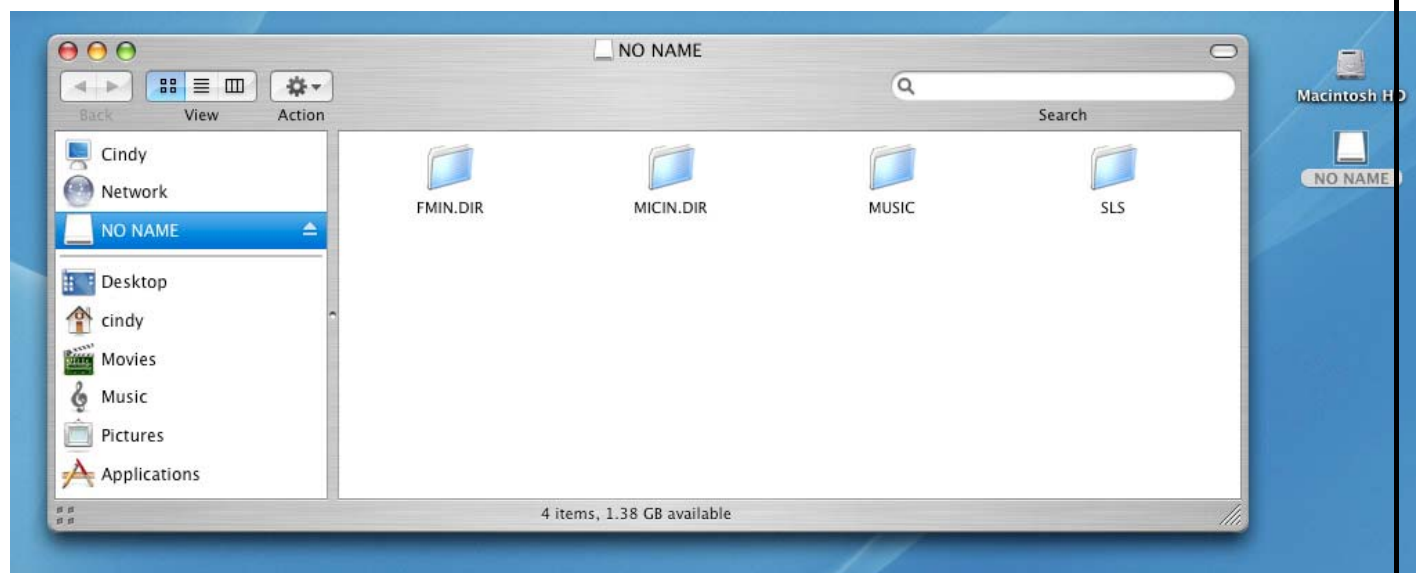 NO NAME
Back
View
Action
Search
Cindy
Network
NO NAME
Desktop
cindy
Movies
Music
Pictures
Applications
FMIN.DIR
MICIN.DIR
MUSIC
SLS
4 items, 1.38 GB available
Macintosh HD
NO NAME